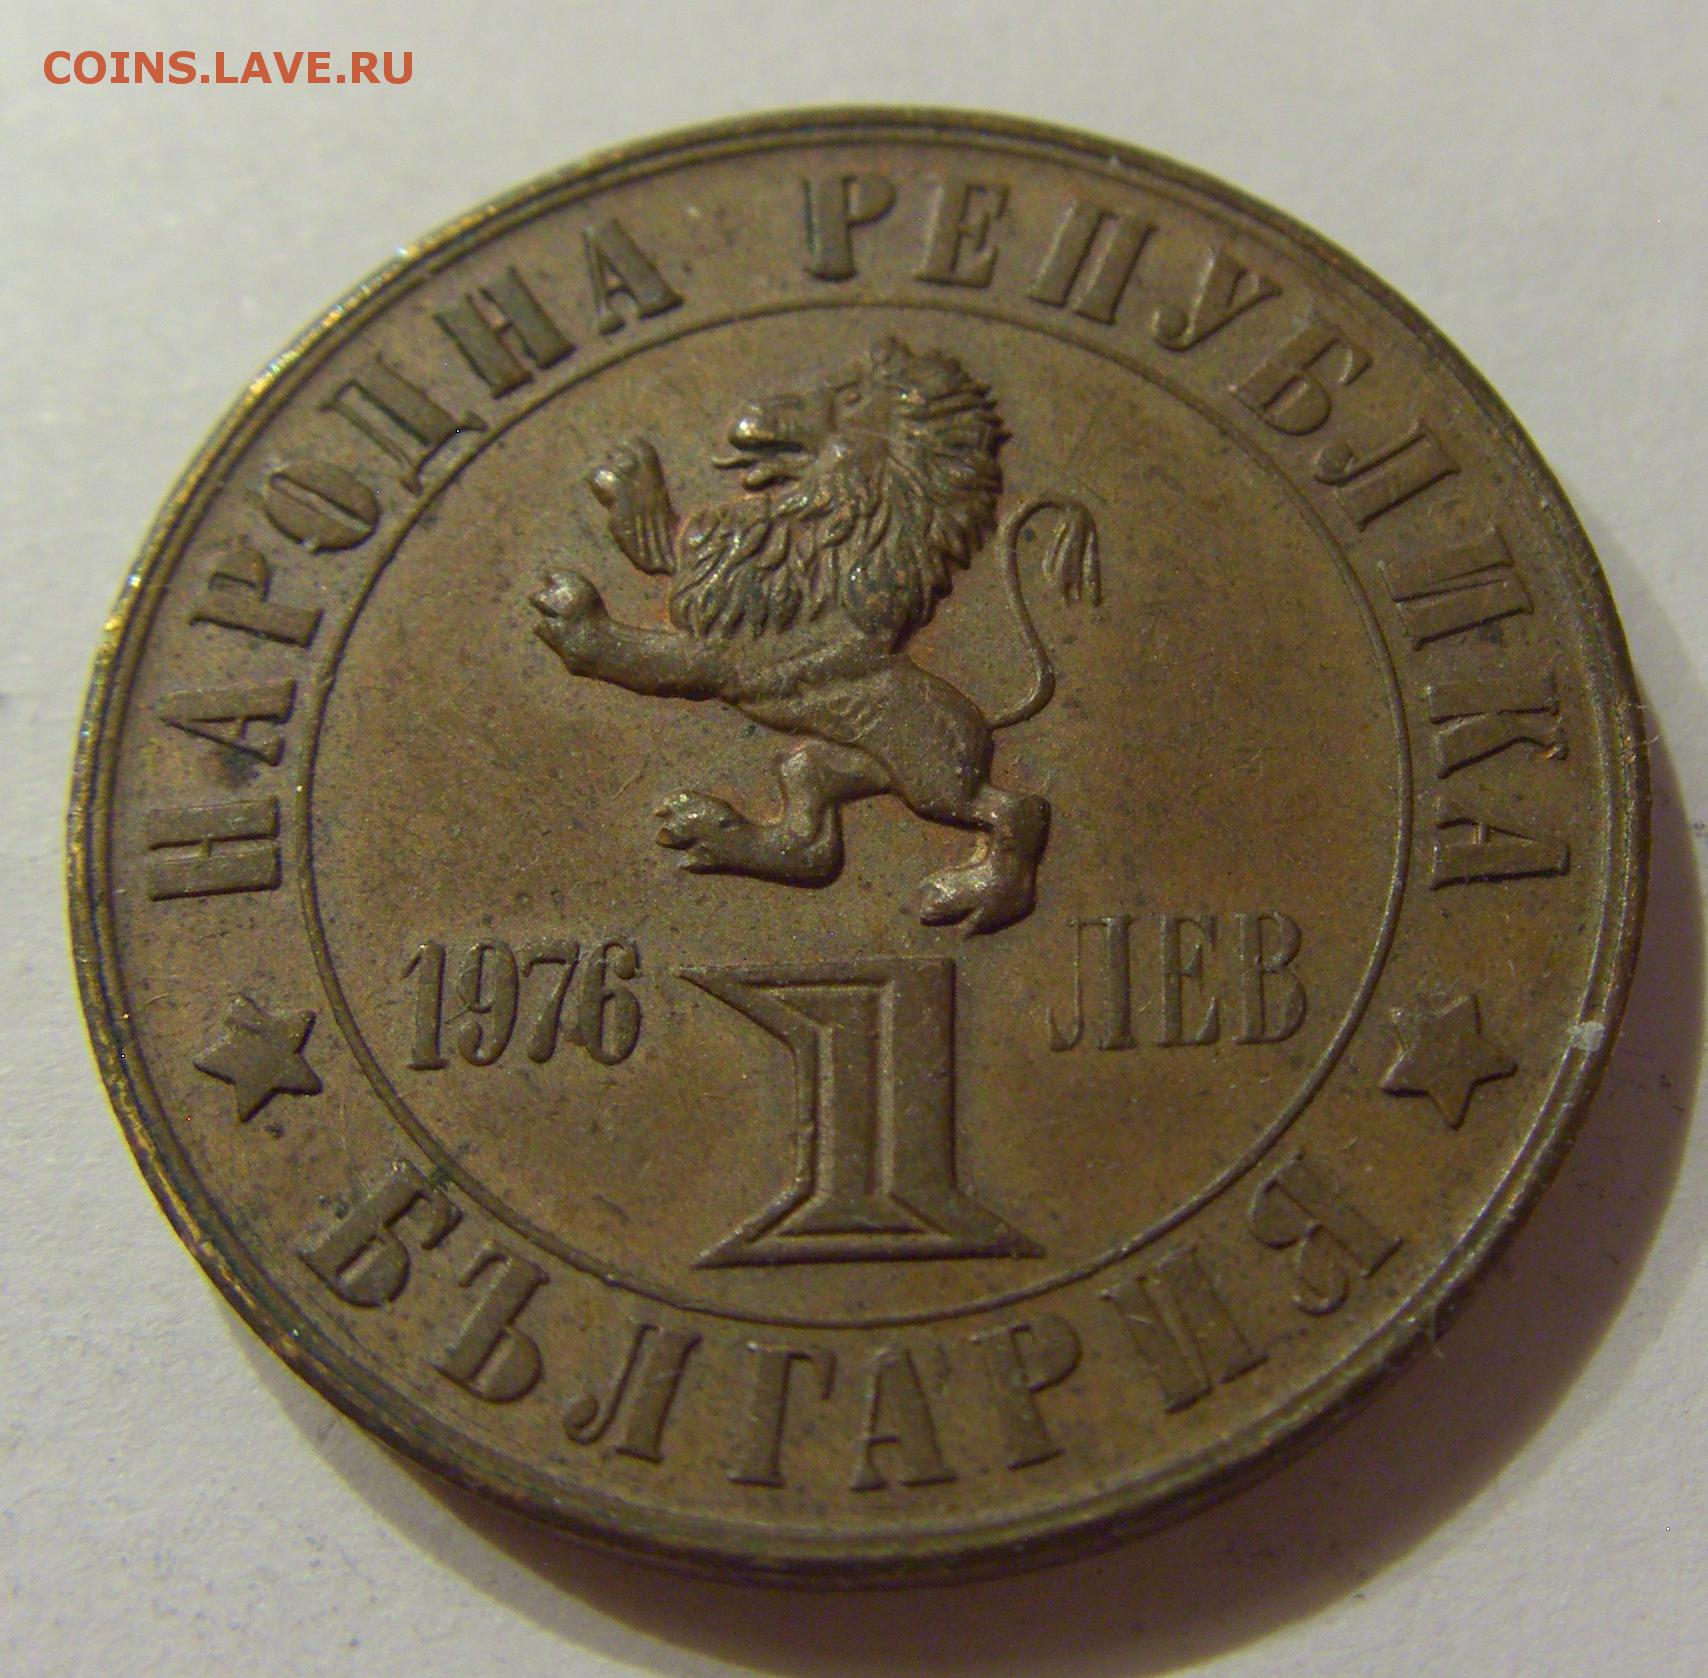 COINS.LAVE.RU
НАРОДНА РЕПУБЛИКА
1976 1 ЛЕВ
БЪЛГАРИЯ